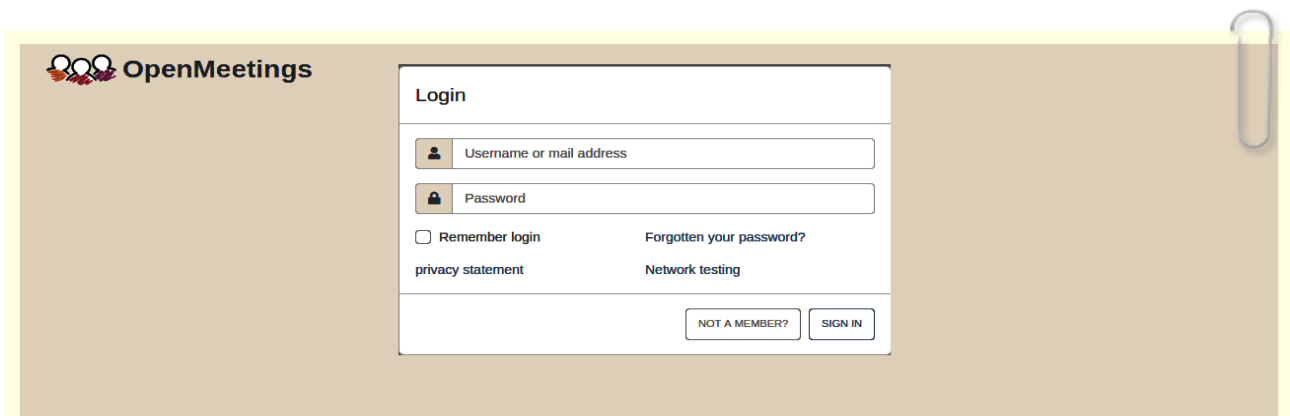 OpenMeetings
Login
Username or mail address
Password
Remember login
Forgotten your password?
privacy statement
Network testing
NOT A MEMBER?
SIGN IN